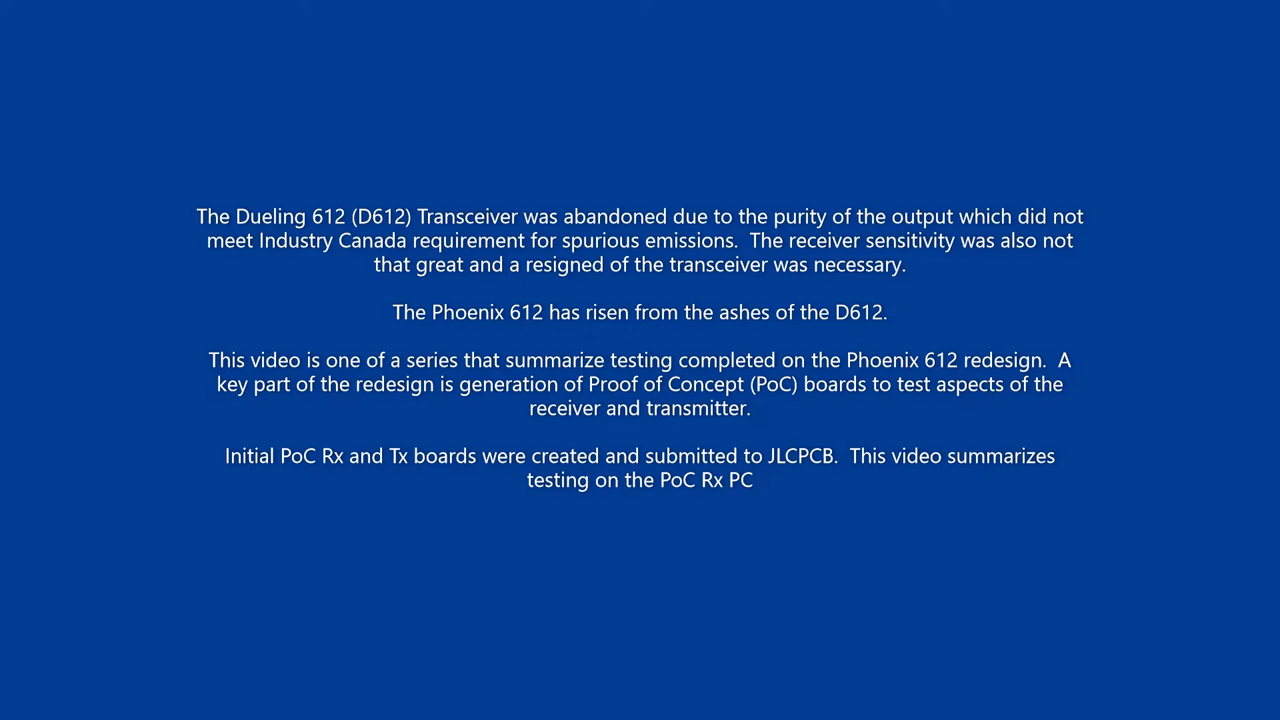 The Dueling 612 (D612) Transceiver was abandoned due to the purity of the output which did not
meet Industry Canada requirement for spurious emissions.  The receiver sensitivity was also not
that great and a resigned of the transceiver was necessary.
The Phoenix 612 has risen from the ashes of the D612.
This video is one of a series that summarize testing completed on the Phoenix 612 redesign.  A
key part of the redesign is generation of Proof of Concept (PoC) boards to test aspects of the
receiver and transmitter.
Initial PoC Rx and Tx boards were created and submitted to JLCPCB.  This video summarizes
testing on the PoC Rx PC